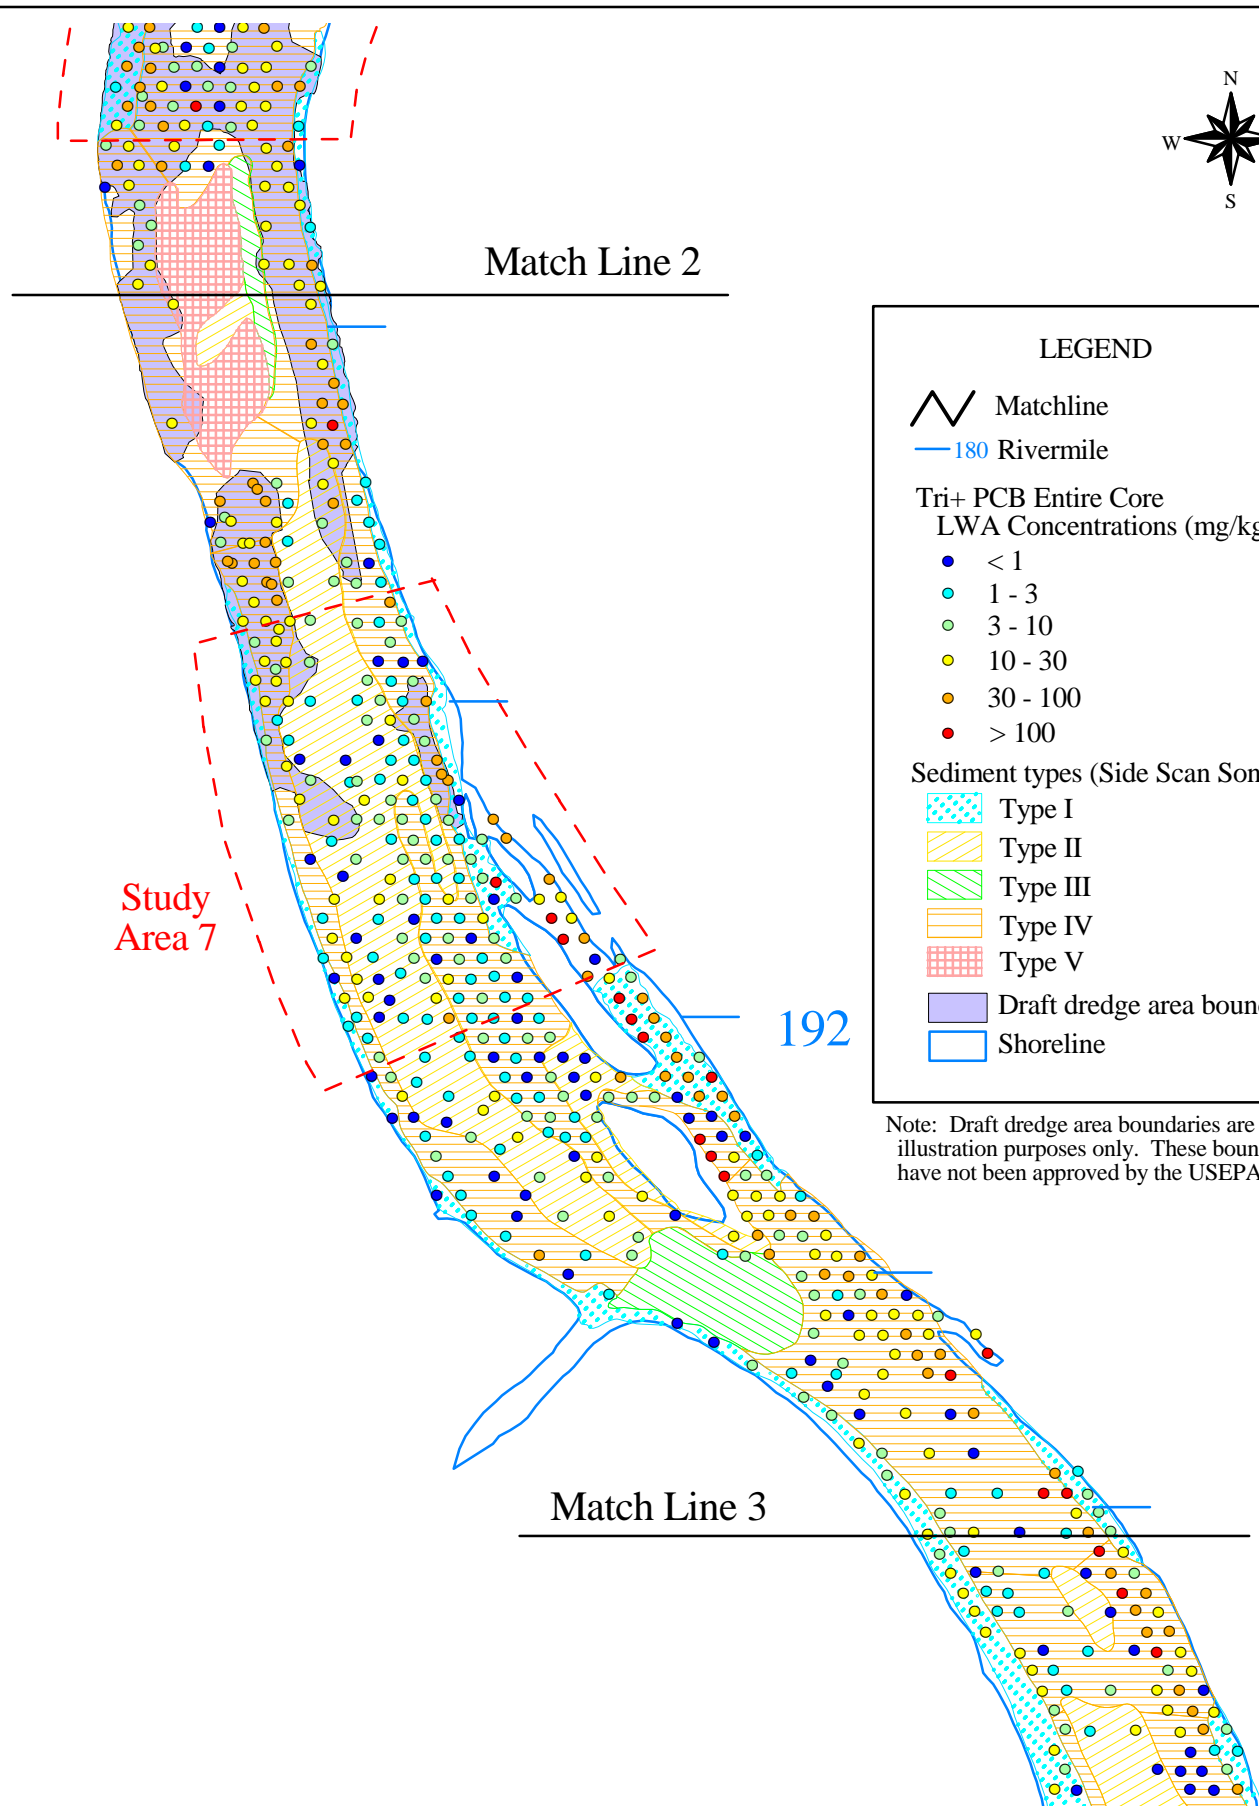 N
W
S
Match Line 2
LEGEND
Matchline
180 Rivermile
Tri+ PCB Entire Core
LWA Concentrations (mg/kg
< 1
1 - 3
3 - 10
10 - 30
30 - 100
> 100
Sediment types (Side Scan Son
Type I
Type II
Type III
Type IV
Type V
Draft dredge area bound
Shoreline
Study
Area 7
192
Note: Draft dredge area boundaries are
illustration purposes only. These bound
have not been approved by the USEPA
Match Line 3